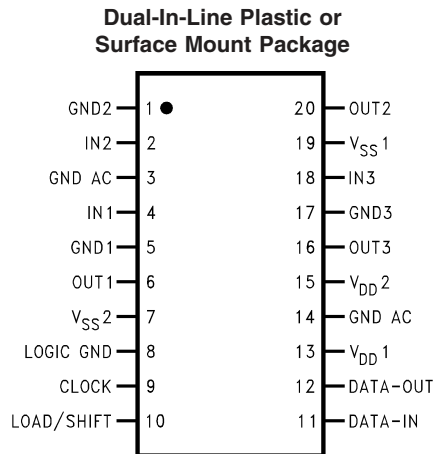 Dual-In-Line Plastic or
Surface Mount Package
GND2 1 20 OUT2
IN2 2 19 VSS1
GND AC 3 18 IN3
IN1 4 17 GND3
GND1 5 16 OUT3
OUT1 6 15 VDD2
VSS2 7 14 GND AC
LOGIC GND 8 13 VDD1
CLOCK 9 12 DATA-OUT
LOAD/SHIFT 10 11 DATA-IN